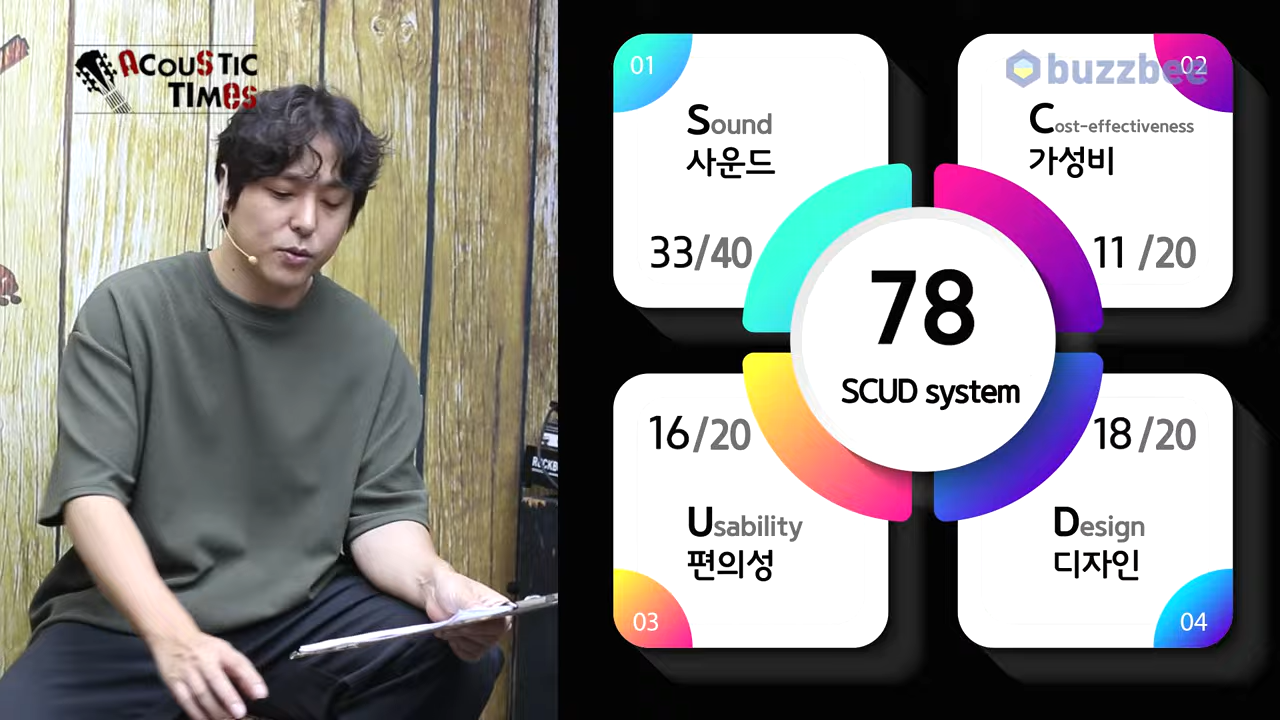 ACOUSTIC
TIMES
01
Sound
사운드
33/40
buzzbee
02
Cost-effectiveness
가성비
11 /20
78
SCUD system
16/20
Usability
편의성
03
18 /20
Design
디자인
04